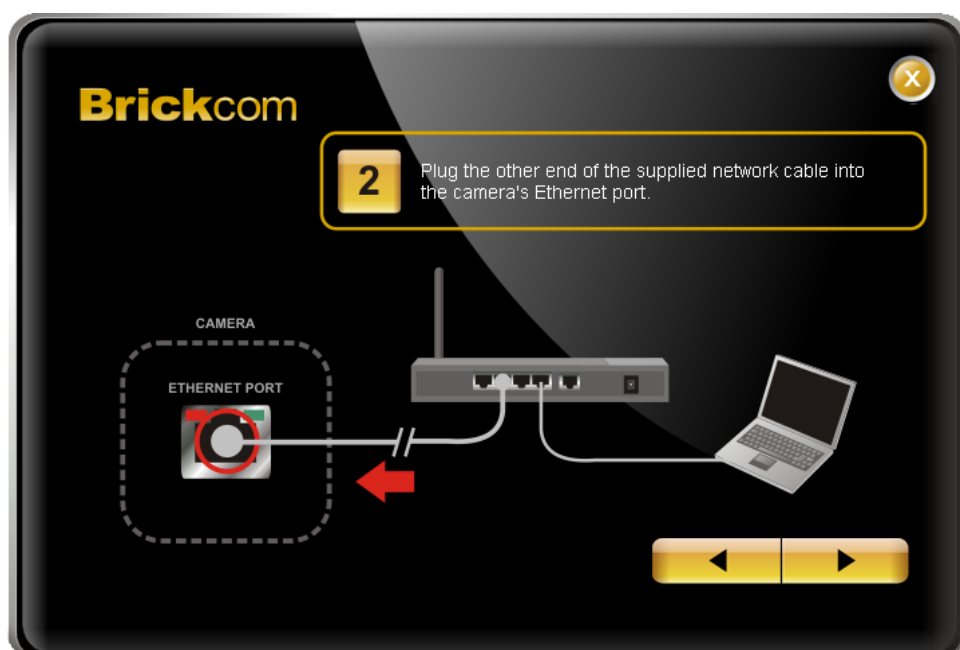 Brickcom
X
2
Plug the other end of the supplied network cable into
the camera's Ethernet port.
CAMERA
ETHERNET PORT